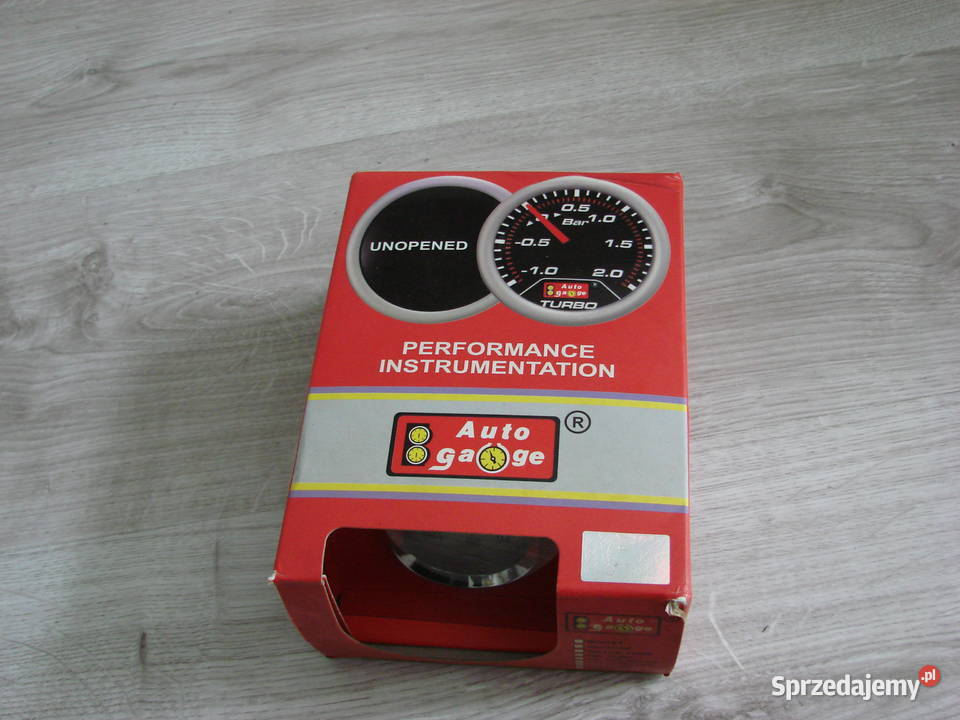 UNOPENED
0.5
0
Bar
1.0
-0.5
1.5
-1.0
2.0
Auto
gauge
®
TURBO
PERFORMANCE
INSTRUMENTATION
Auto
gauge
®
Auto
gauge
Sprzedajemy.pl